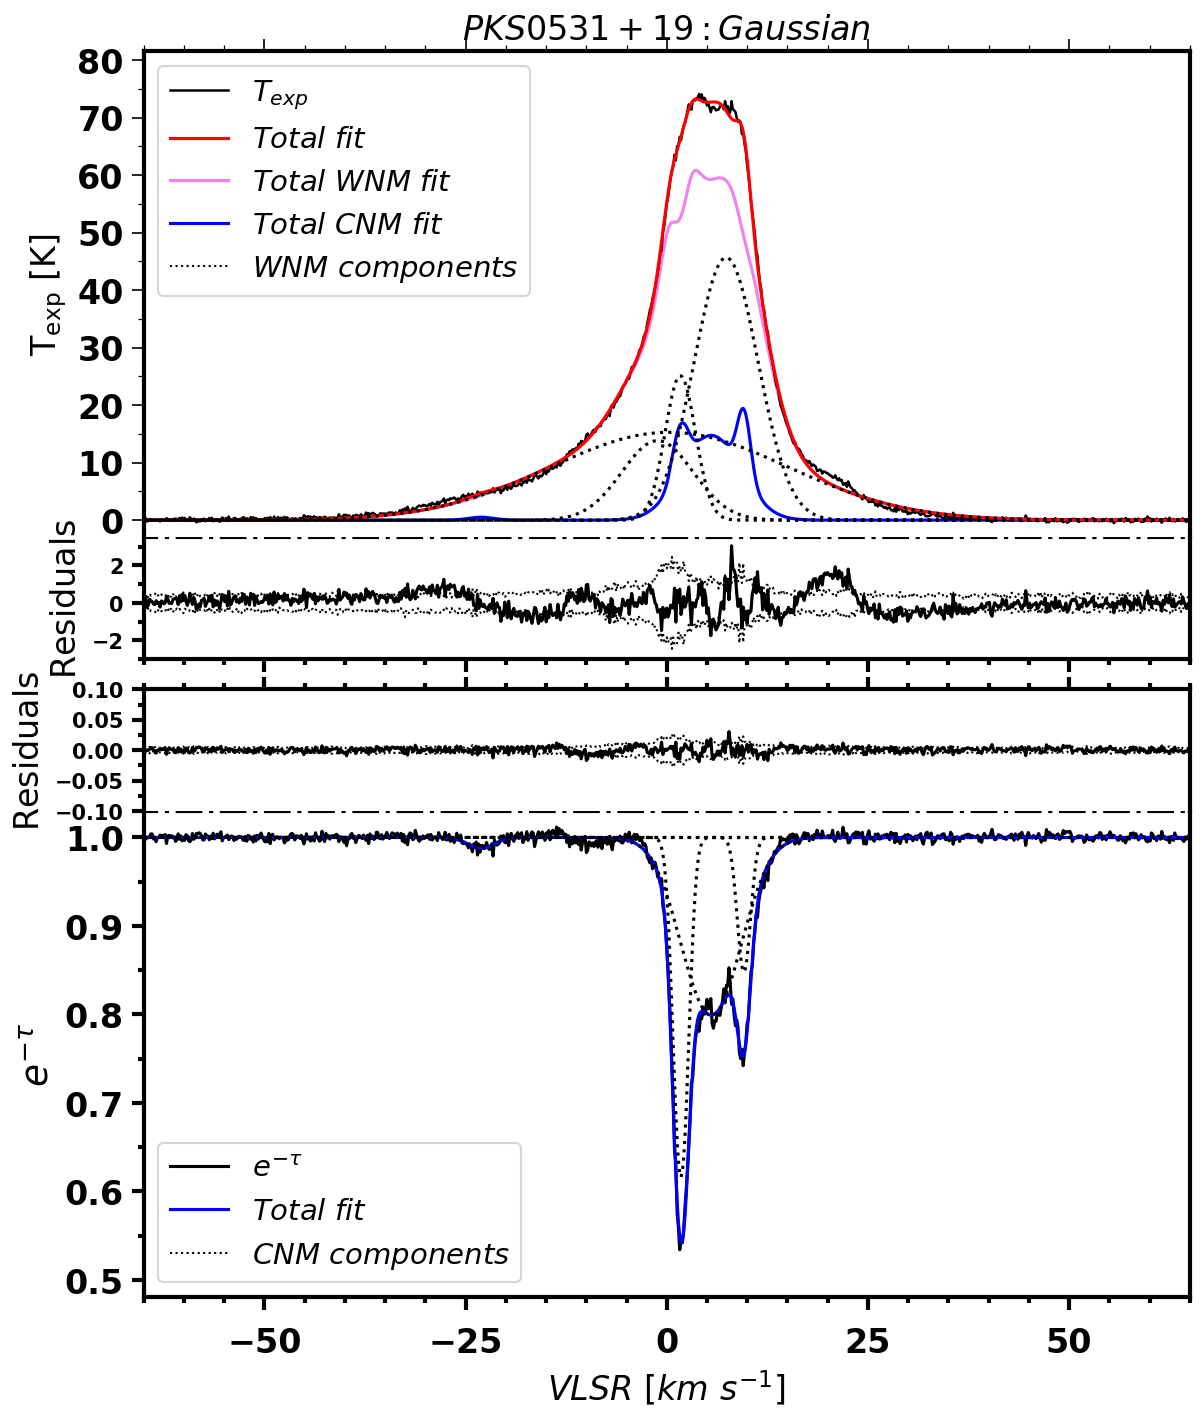 PKS0531 + 19 : Gaussian
80
70
60
50
40
30
20
10
0
T_exp [K]
T_exp
Total fit
Total WNM fit
Total CNM fit
WNM components
2
0
−2
Residuals
0.10
0.05
0.00
−0.05
−0.10
Residuals
1.0
0.9
0.8
0.7
0.6
0.5
e^−τ
e^−τ
Total fit
CNM components
−50 −25 0 25 50
VLSR [km s^−1]